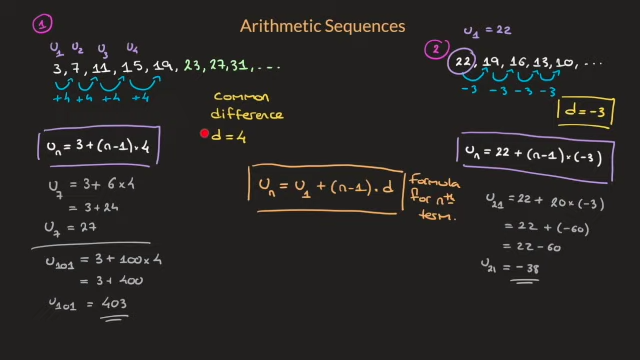 Arithmetic Sequences
1
U₁ U₂ U₃ U₄
3, 7, 11, 15, 19, 23, 27, 31, ...
+4 +4 +4 +4
common
difference
d = 4
Uₙ = 3 + (n-1) × 4
U₇ = 3 + 6 × 4
= 3 + 24
U₇ = 27
U₁₀₁ = 3 + 100 × 4
= 3 + 400
U₁₀₁ = 403
Uₙ = U₁ + (n-1) · d
formula
for nᵗʰ
term.
U₁ = 22
2
22, 19, 16, 13, 10, ...
-3 -3 -3 -3
d = -3
Uₙ = 22 + (n-1) × (-3)
U₂₁ = 22 + 20 × (-3)
= 22 + (-60)
= 22 - 60
U₂₁ = -38